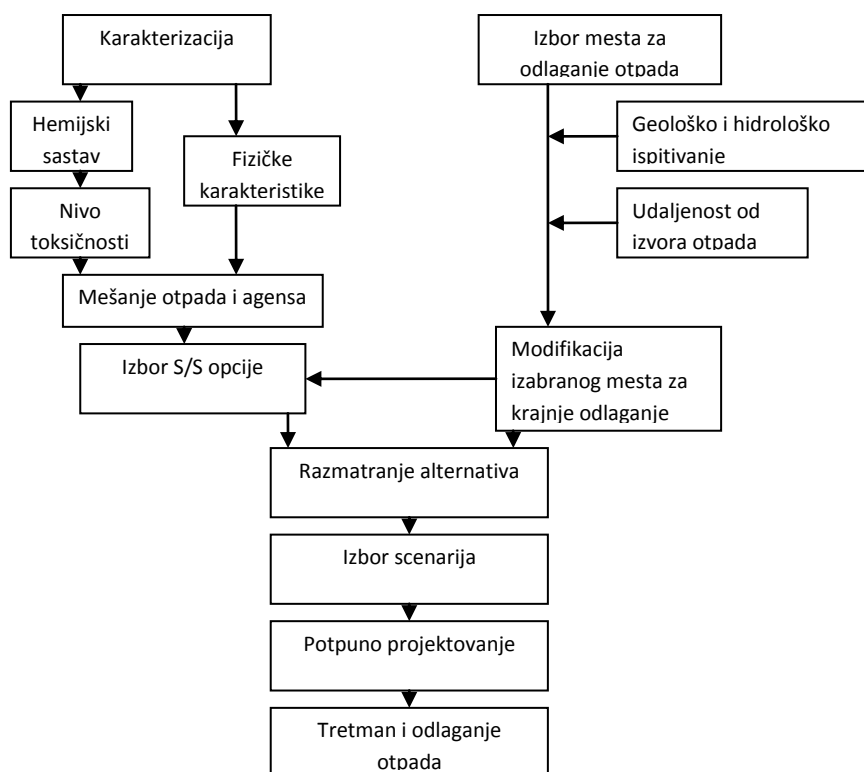 Karakterizacija
Izbor mesta za
odlaganje otpada
Hemijski
sastav
Fizičke
karakteristike
Geološko i hidrološko
ispitivanje
Nivo
toksičnosti
Udaljenost od
izvora otpada
Mešanje otpada i agensa
Izbor S/S opcije
Modifikacija
izabranog mesta za
krajnje odlaganje
Razmatranje alternativa
Izbor scenarija
Potpuno projektovanje
Tretman i odlaganje
otpada